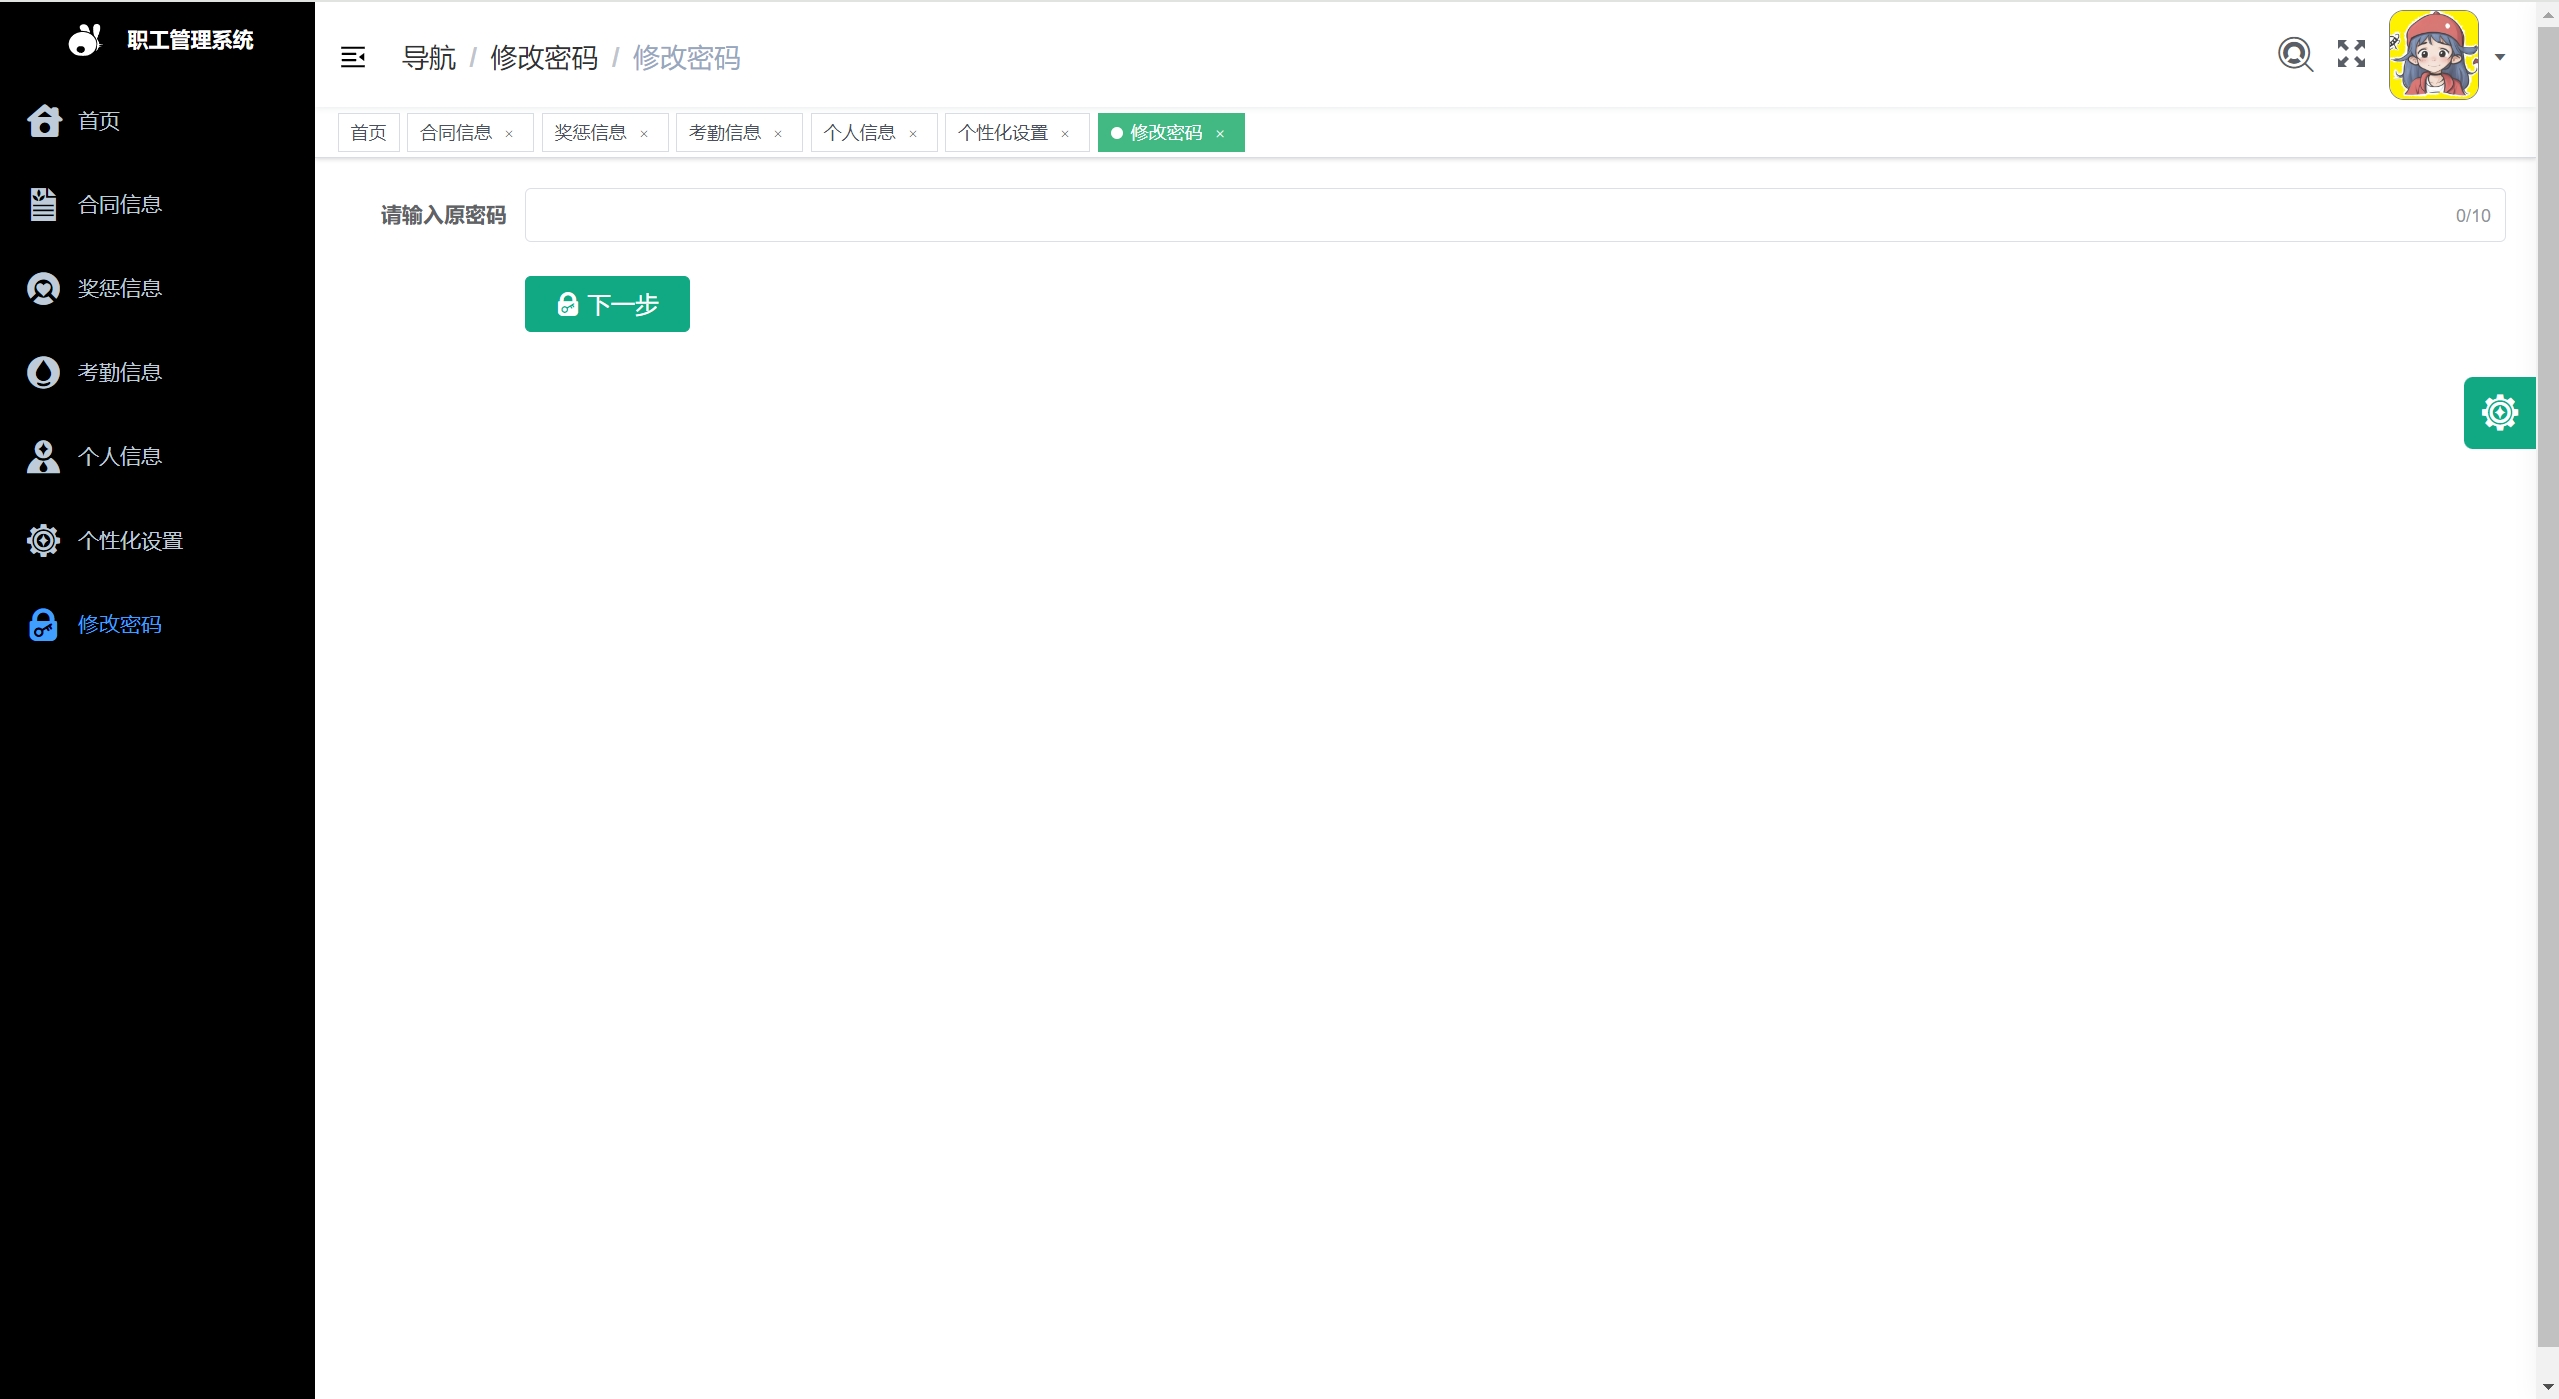 职工管理系统
首页
合同信息
奖惩信息
考勤信息
个人信息
个性化设置
修改密码
导航 / 修改密码 / 修改密码
首页 合同信息 × 奖惩信息 × 考勤信息 × 个人信息 × 个性化设置 × 修改密码 ×
请输入原密码 0/10
下一步